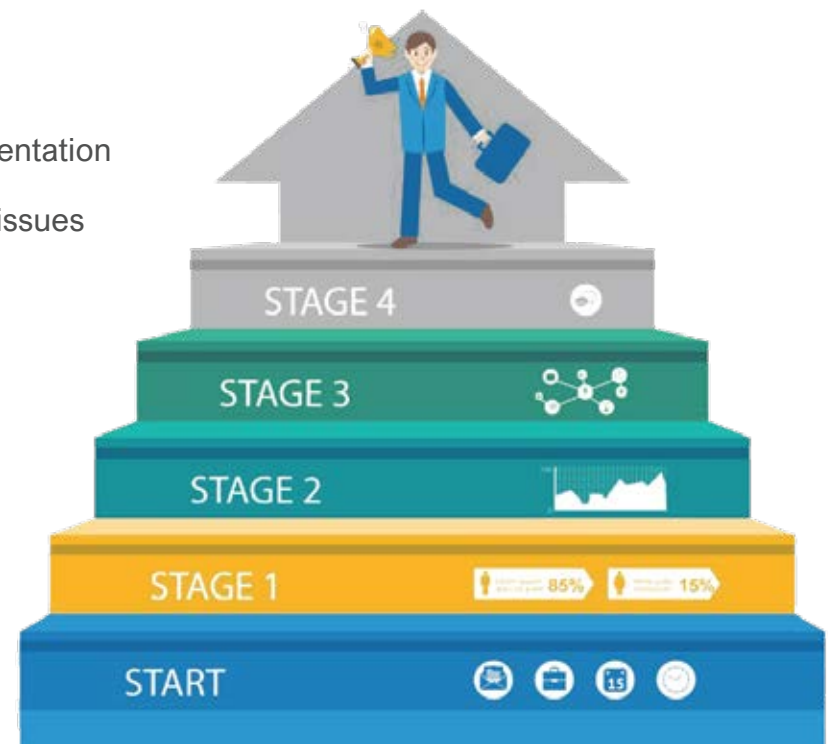 entation
issues
STAGE 4
STAGE 3
STAGE 2
STAGE 1
85%
15%
START
15